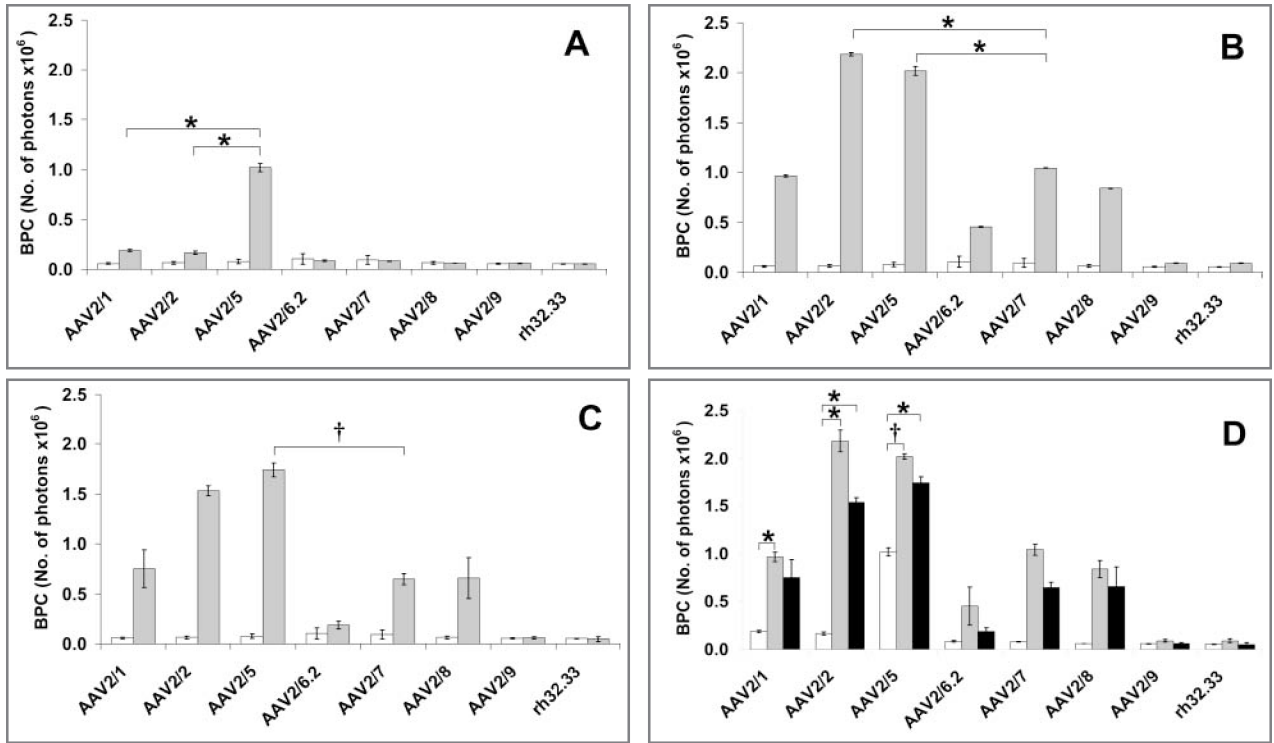 A
BPC (No. of photons x10⁶)
2.5
2.0
1.5
1.0
0.5
0.0
*
*
AAV2/1
AAV2/2
AAV2/5
AAV2/6.2
AAV2/7
AAV2/8
AAV2/9
rh32.33
B
BPC (No. of photons x10⁶)
2.5
2.0
1.5
1.0
0.5
0.0
*
*
AAV2/1
AAV2/2
AAV2/5
AAV2/6.2
AAV2/7
AAV2/8
AAV2/9
rh32.33
C
BPC (No. of photons x10⁶)
2.5
2.0
1.5
1.0
0.5
0.0
†
AAV2/1
AAV2/2
AAV2/5
AAV2/6.2
AAV2/7
AAV2/8
AAV2/9
rh32.33
D
BPC (No. of photons x10⁶)
2.5
2.0
1.5
1.0
0.5
0.0
*
*
*
*
†
AAV2/1
AAV2/2
AAV2/5
AAV2/6.2
AAV2/7
AAV2/8
AAV2/9
rh32.33